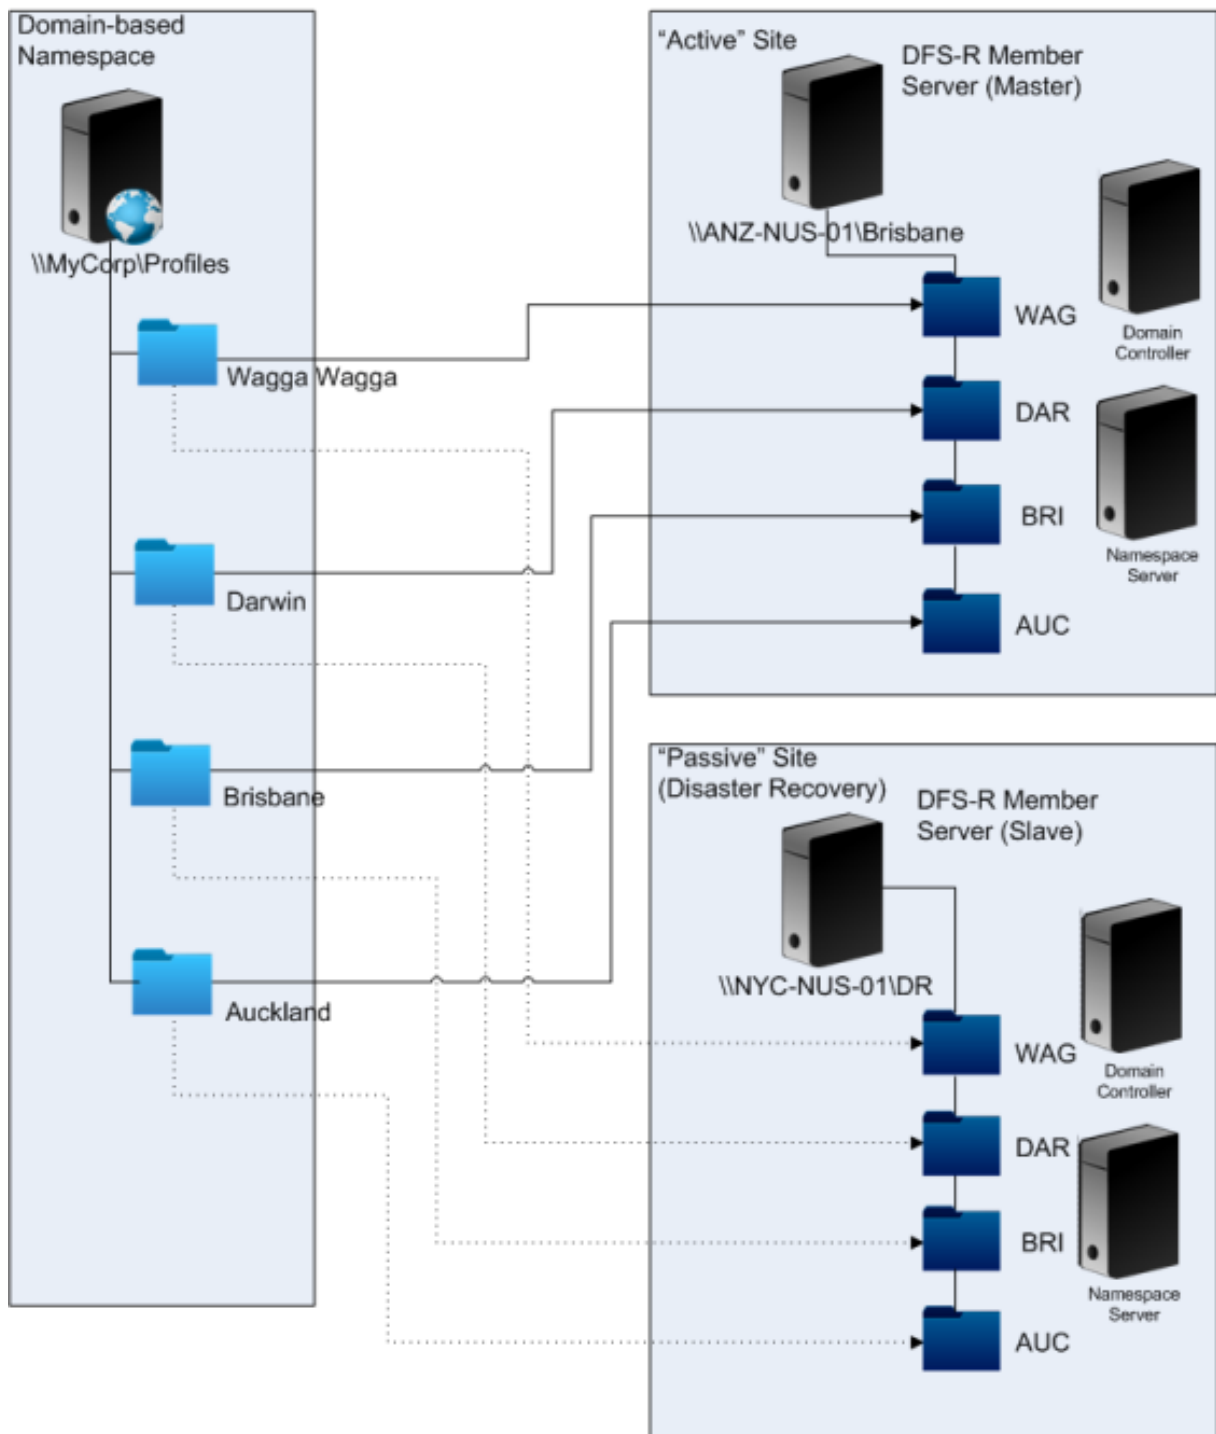 Domain-based
Namespace
\\MyCorp\Profiles
Wagga Wagga
Darwin
Brisbane
Auckland
“Active” Site
DFS-R Member
Server (Master)
\\ANZ-NUS-01\Brisbane
WAG
DAR
BRI
AUC
Domain
Controller
Namespace
Server
“Passive” Site
(Disaster Recovery)
DFS-R Member
Server (Slave)
\\NYC-NUS-01\DR
WAG
DAR
BRI
AUC
Domain
Controller
Namespace
Server